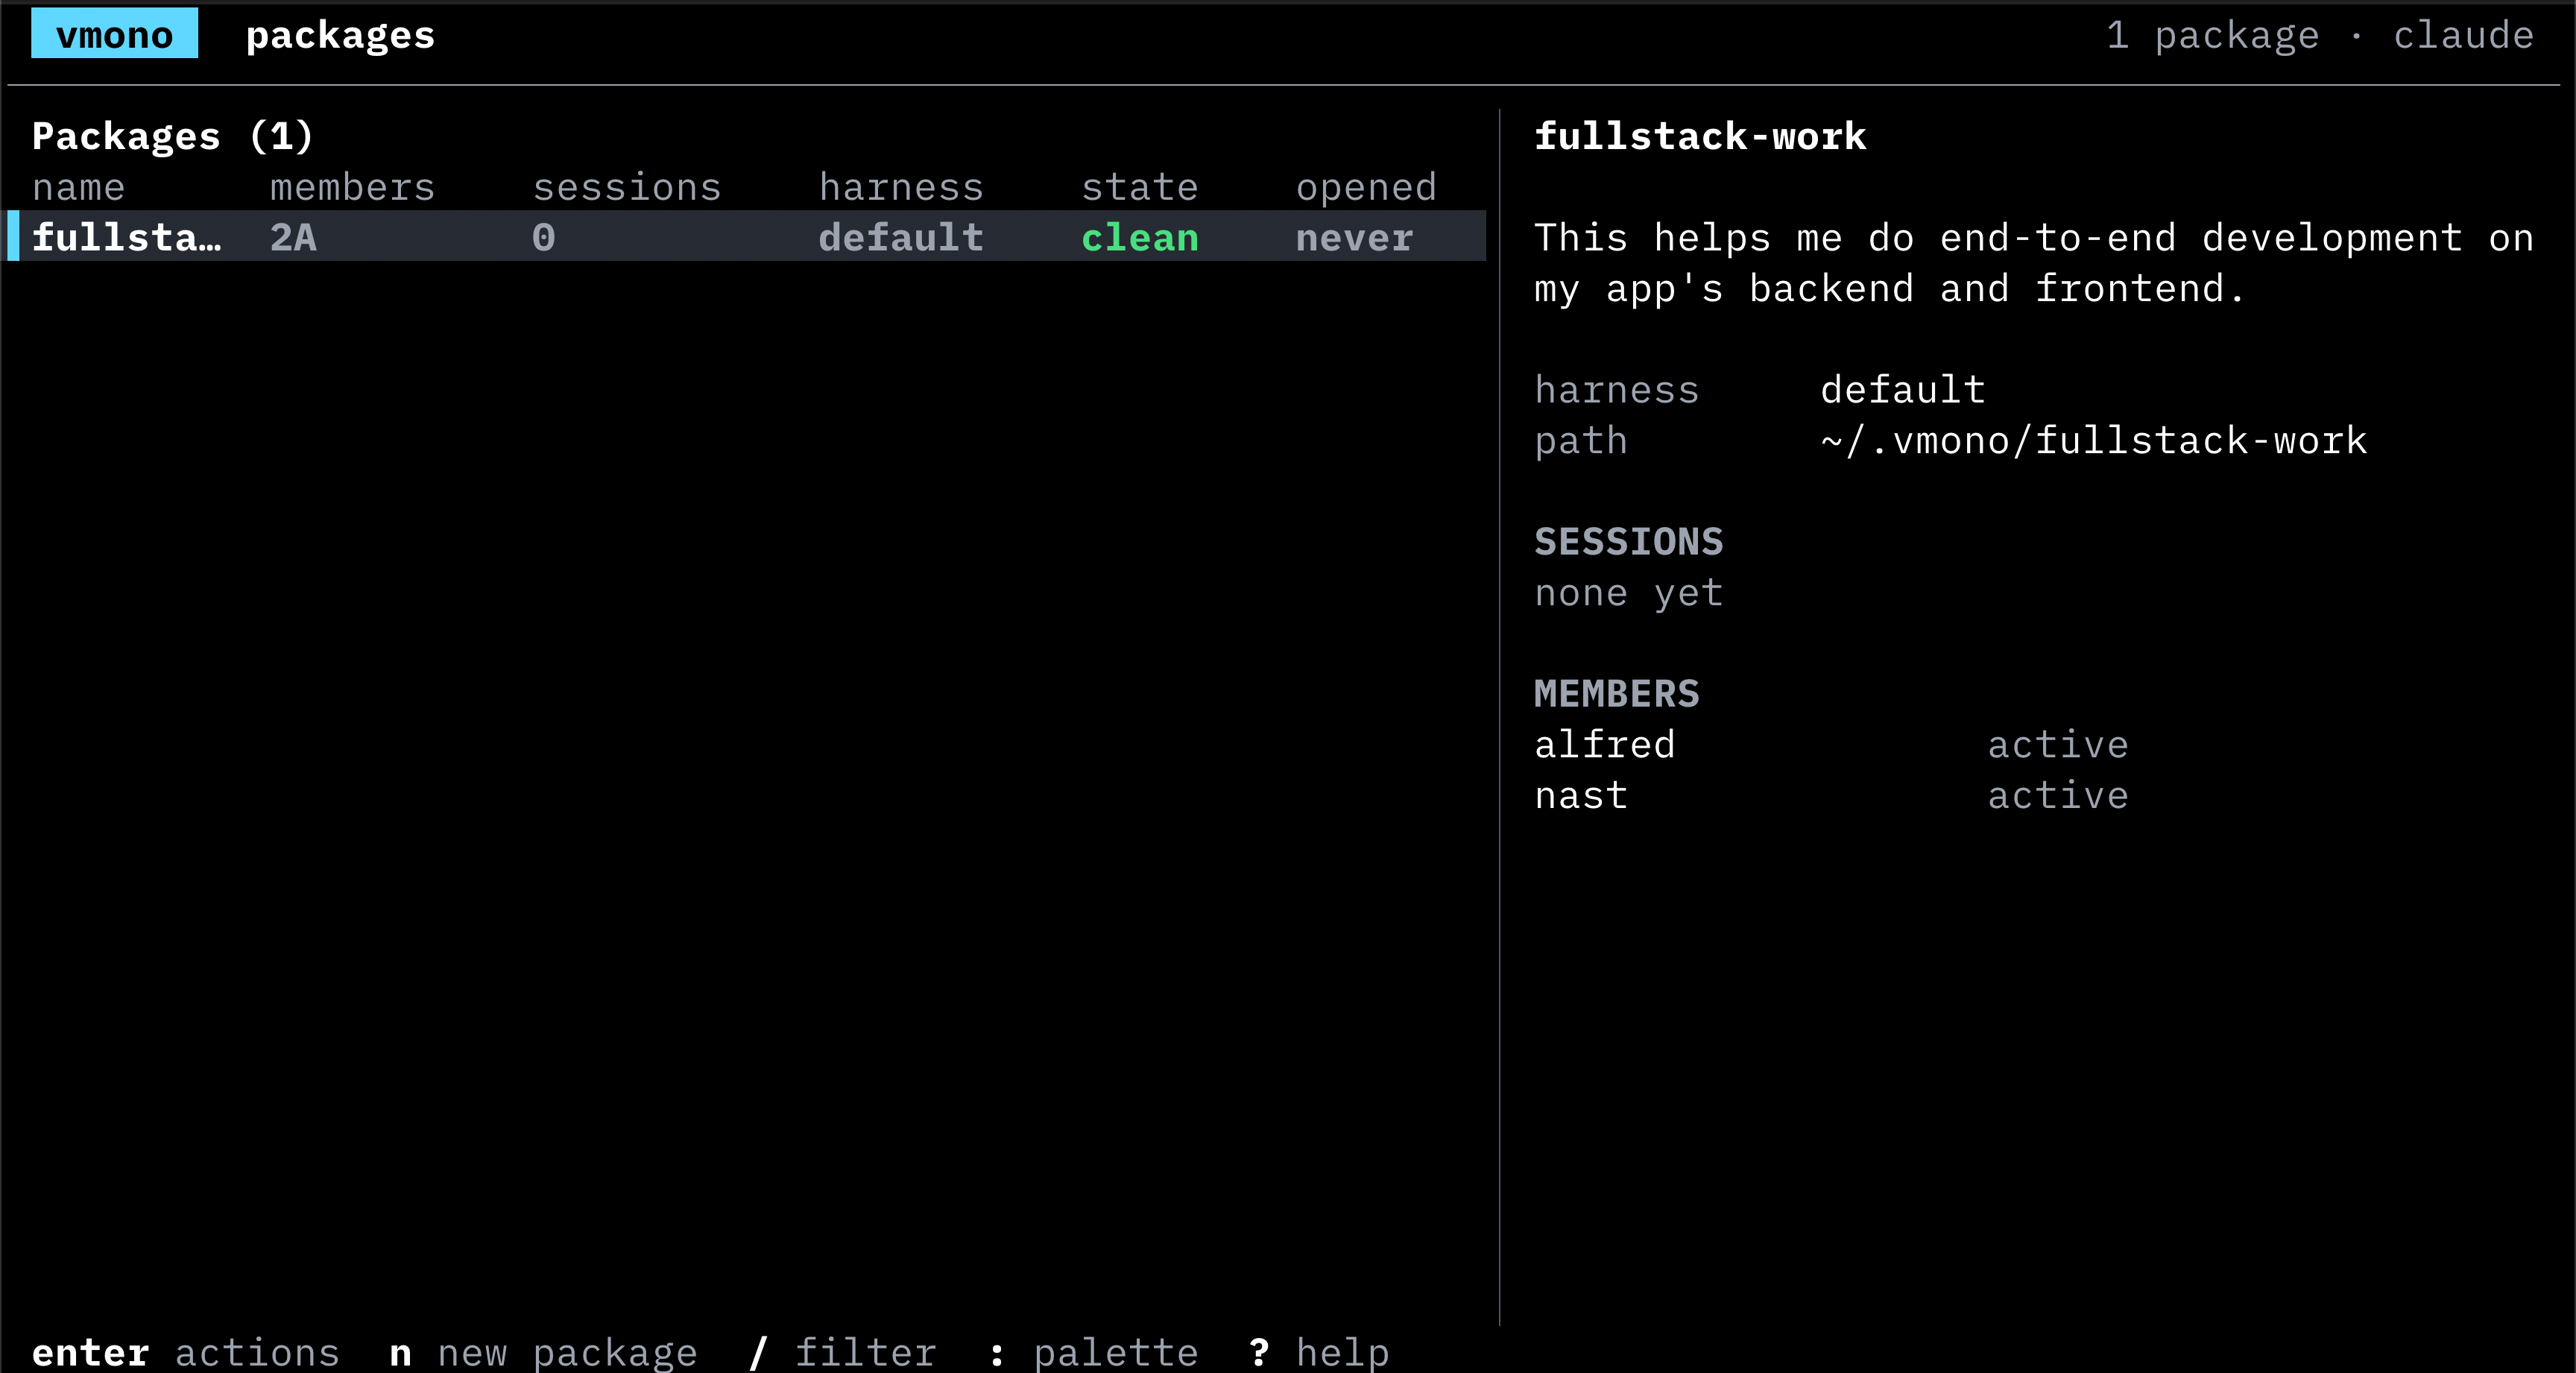 vmono packages 1 package · claude
Packages (1)
name members sessions harness state opened
fullsta… 2A 0 default clean never
fullstack-work
This helps me do end-to-end development on
my app's backend and frontend.
harness default
path ~/.vmono/fullstack-work
SESSIONS
none yet
MEMBERS
alfred active
nast active
enter actions n new package / filter : palette ? help